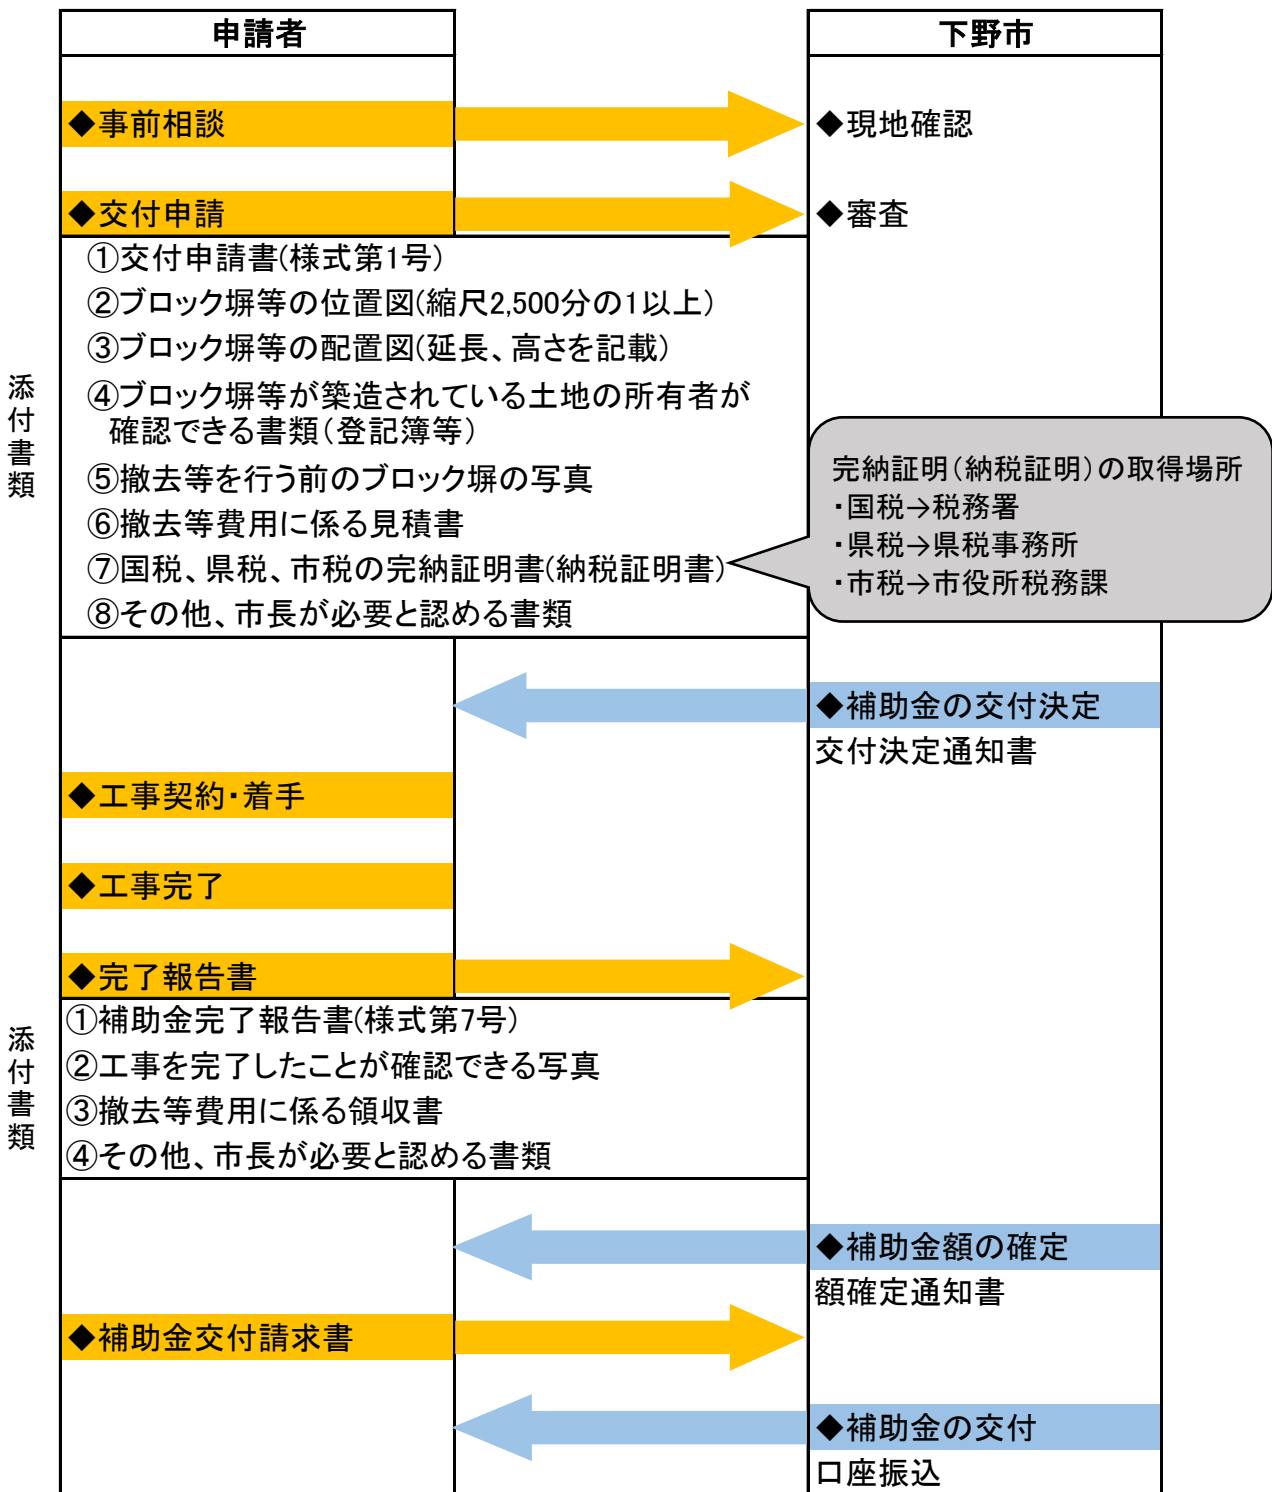 申請者
下野市
◆事前相談
◆現地確認
◆交付申請
◆審査
添付書類
①交付申請書(様式第1号)
②ブロック塀等の位置図(縮尺2,500分の1以上)
③ブロック塀等の配置図(延長、高さを記載)
④ブロック塀等が築造されている土地の所有者が
確認できる書類(登記簿等)
⑤撤去等を行う前のブロック塀の写真
⑥撤去等費用に係る見積書
⑦国税、県税、市税の完納証明書(納税証明書)
⑧その他、市長が必要と認める書類
完納証明(納税証明)の取得場所
・国税→税務署
・県税→県税事務所
・市税→市役所税務課
◆補助金の交付決定
交付決定通知書
◆工事契約・着手
◆工事完了
◆完了報告書
添付書類
①補助金完了報告書(様式第7号)
②工事を完了したことが確認できる写真
③撤去等費用に係る領収書
④その他、市長が必要と認める書類
◆補助金額の確定
額確定通知書
◆補助金交付請求書
◆補助金の交付
口座振込